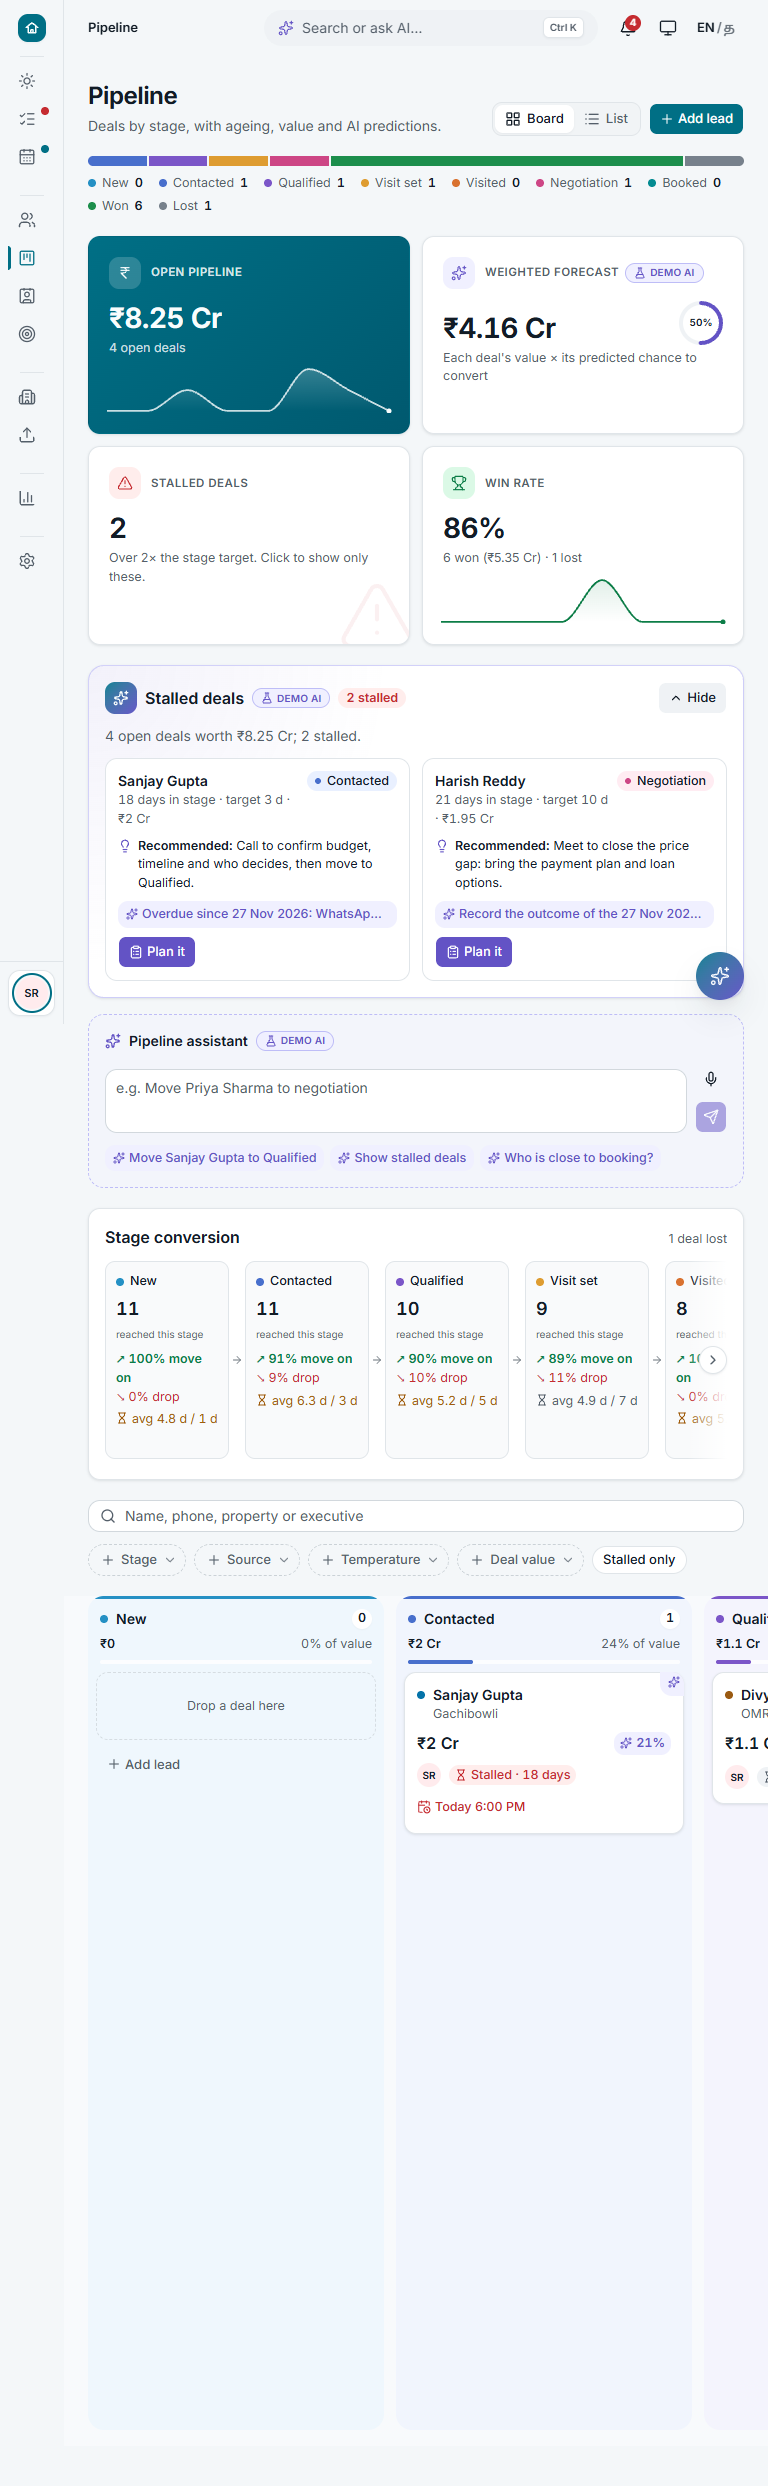 Pipeline
Search or ask AI...
Ctrl K
4
EN / த
Pipeline
Deals by stage, with ageing, value and AI predictions.
Board
List
Add lead
New 0
Contacted 1
Qualified 1
Visit set 1
Visited 0
Negotiation 1
Booked 0
Won 6
Lost 1
₹
OPEN PIPELINE
₹8.25 Cr
4 open deals
WEIGHTED FORECAST
DEMO AI
₹4.16 Cr
50%
Each deal's value × its predicted chance to
convert
STALLED DEALS
2
Over 2× the stage target. Click to show only
these.
WIN RATE
86%
6 won (₹5.35 Cr) · 1 lost
Stalled deals
DEMO AI
2 stalled
Hide
4 open deals worth ₹8.25 Cr; 2 stalled.
Sanjay Gupta
Contacted
18 days in stage · target 3 d ·
₹2 Cr
Recommended: Call to confirm budget,
timeline and who decides, then move to
Qualified.
Overdue since 27 Nov 2026: WhatsAp...
Plan it
Harish Reddy
Negotiation
21 days in stage · target 10 d
· ₹1.95 Cr
Recommended: Meet to close the price
gap: bring the payment plan and loan
options.
Record the outcome of the 27 Nov 202...
Plan it
SR
Pipeline assistant
DEMO AI
e.g. Move Priya Sharma to negotiation
Move Sanjay Gupta to Qualified
Show stalled deals
Who is close to booking?
Stage conversion
1 deal lost
New
11
reached this stage
↗ 100% move
on
↘ 0% drop
avg 4.8 d / 1 d
→
Contacted
11
reached this stage
↗ 91% move on
↘ 9% drop
avg 6.3 d / 3 d
→
Qualified
10
reached this stage
↗ 90% move on
↘ 10% drop
avg 5.2 d / 5 d
→
Visit set
9
reached this stage
↗ 89% move on
↘ 11% drop
avg 4.9 d / 7 d
→
Visite
8
reached th
↗ 10
on
↘ 0% d
avg 5
Name, phone, property or executive
Stage
Source
Temperature
Deal value
Stalled only
New
0
₹0
0% of value
Drop a deal here
Add lead
Contacted
1
₹2 Cr
24% of value
Sanjay Gupta
Gachibowli
₹2 Cr
21%
SR
Stalled · 18 days
Today 6:00 PM
Quali
₹1.1 Cr
Divy
OMR
₹1.1 C
SR